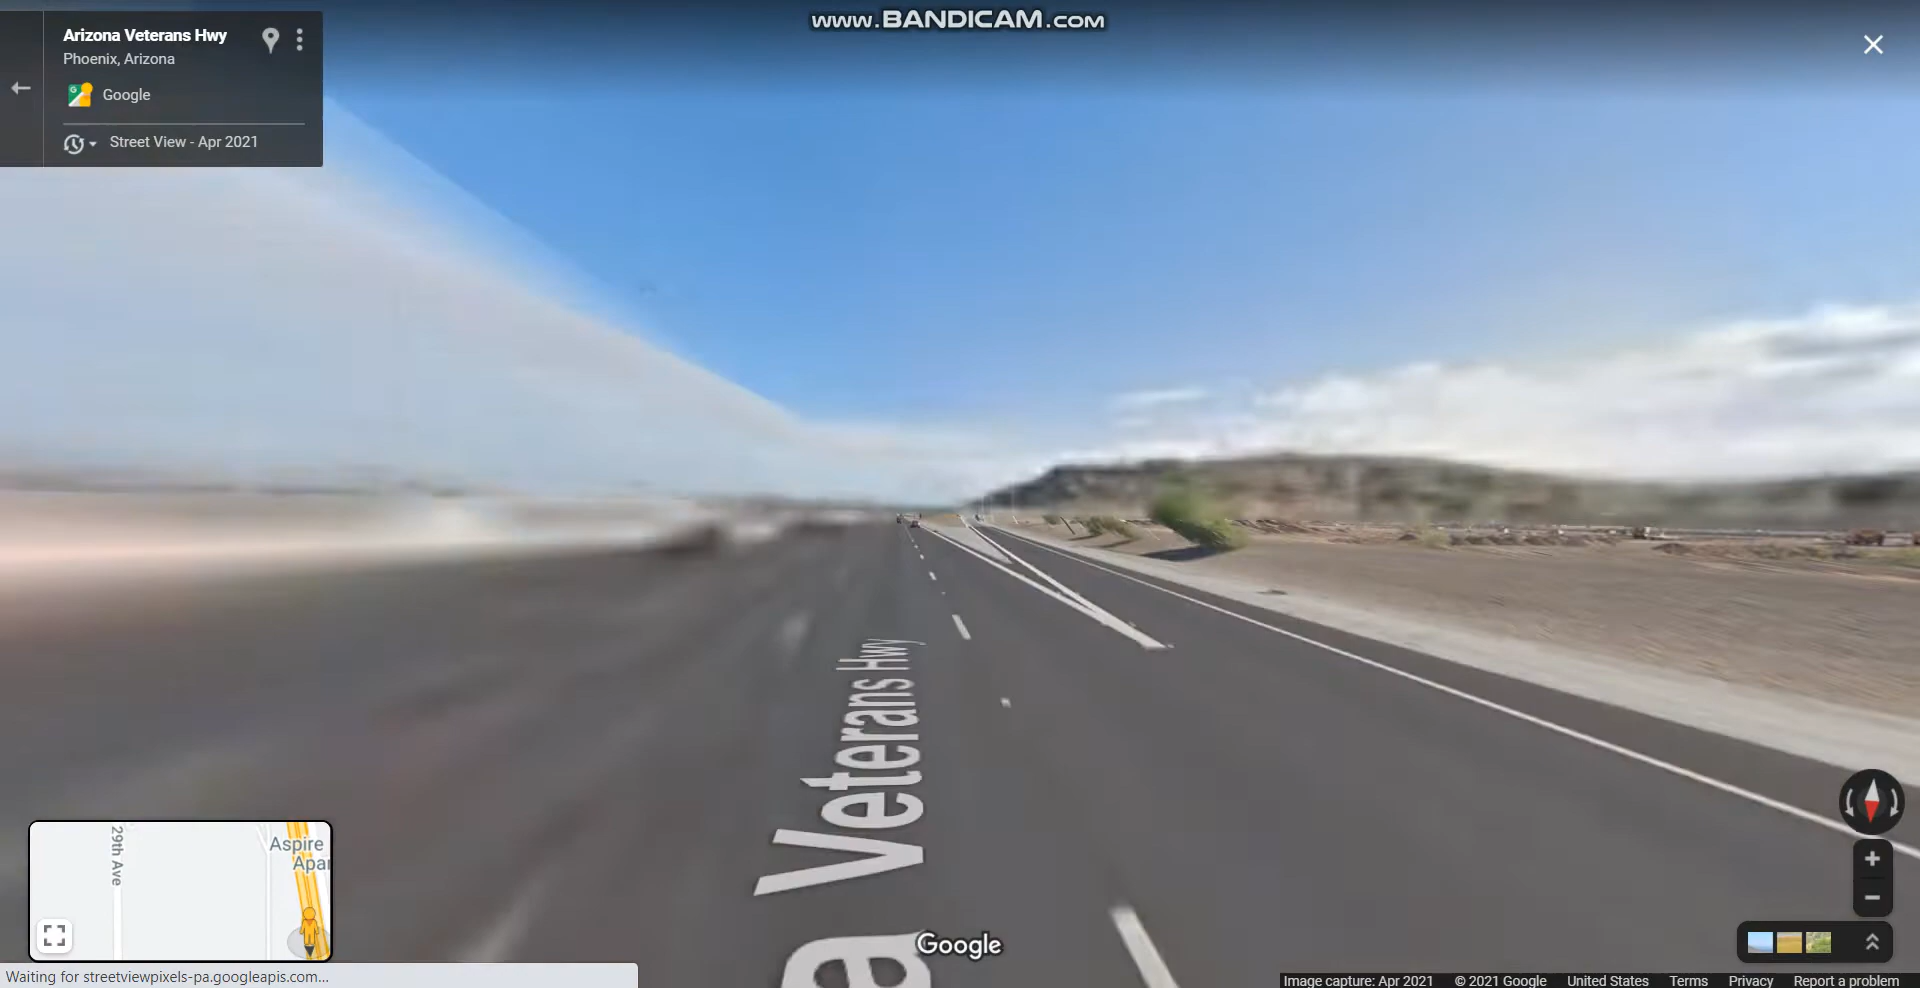 www.BANDICAM.com
Arizona Veterans Hwy
Phoenix, Arizona
Google
Street View - Apr 2021
a Veterans Hwy
29th Ave
Aspire
Apar
Google
Waiting for streetviewpixels-pa.googleapis.com...
Image capture: Apr 2021 © 2021 Google United States Terms Privacy Report a problem